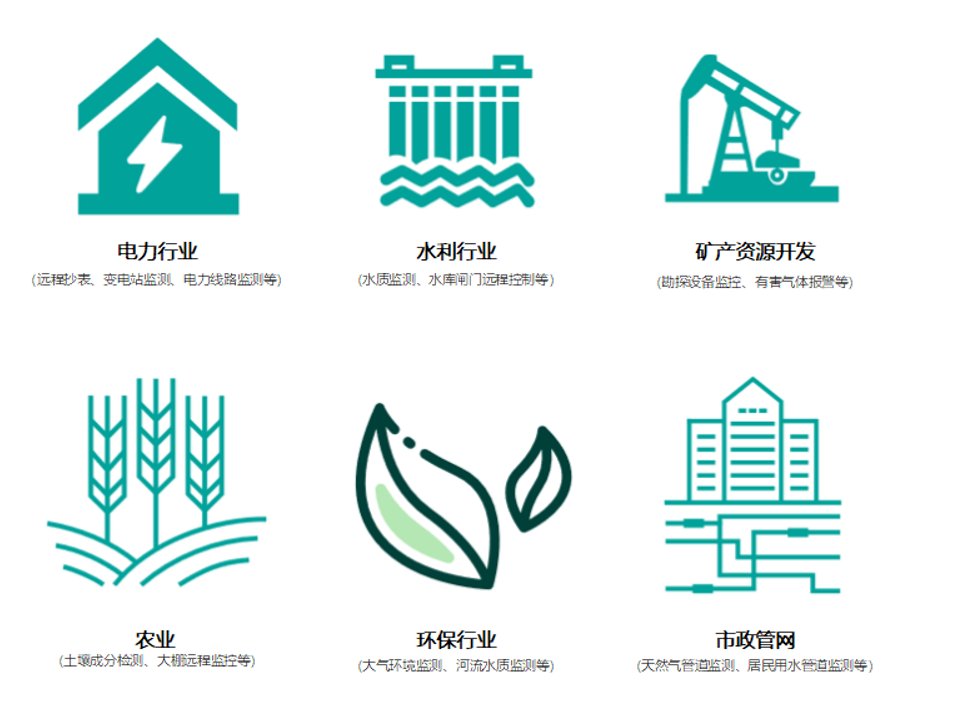 电力行业
水利行业
矿产资源开发
(远程抄表、变电站监测、电力线路监测等)
(水质监测、水库闸门远程控制等)
(勘探设备监控、有害气体报警等)
农业
环保行业
市政管网
(土壤成分检测、大棚远程监控等)
(大气环境监测、河流水质监测等)
(天然气管道监测、居民用水管道监测等)